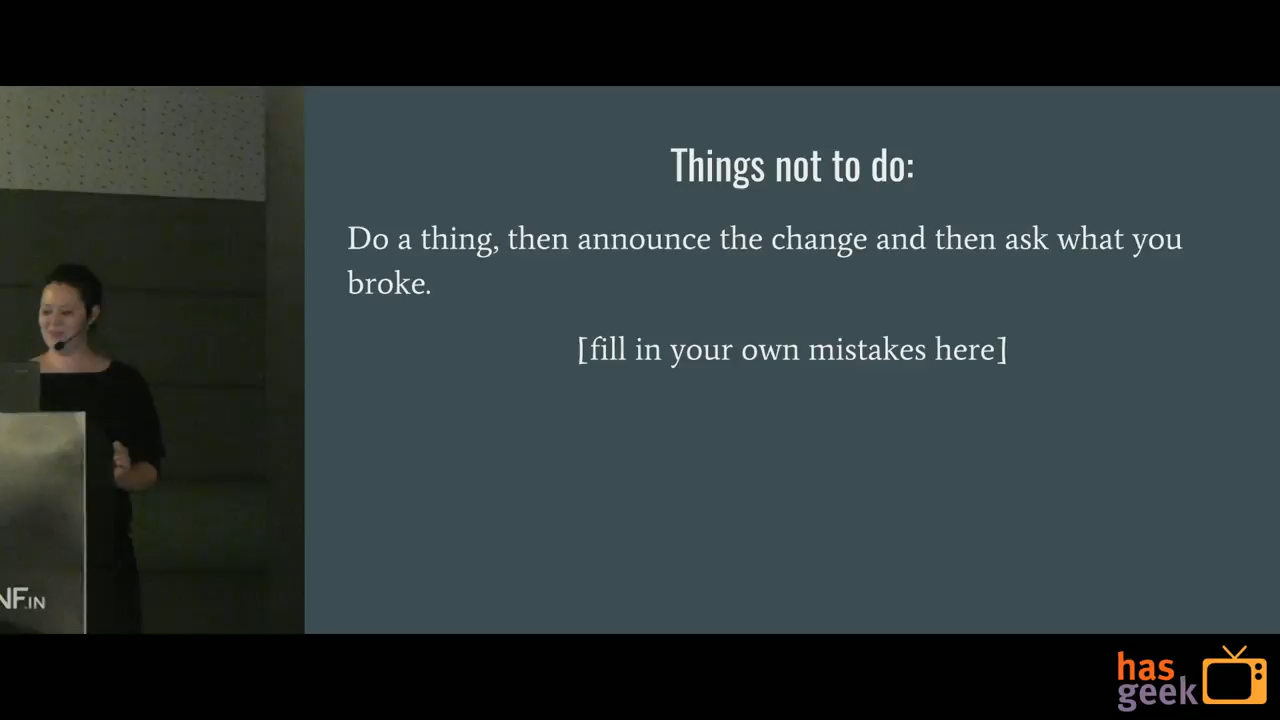 Things not to do:
Do a thing, then announce the change and then ask what you
broke.
[fill in your own mistakes here]
NF.IN
has
geek